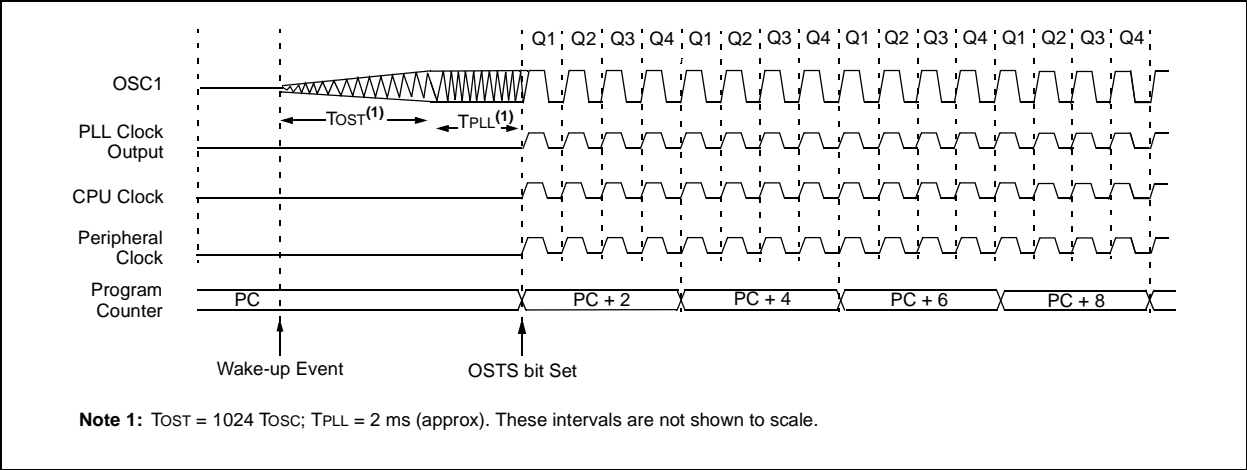 Q1 Q2 Q3 Q4 Q1 Q2 Q3 Q4 Q1 Q2 Q3 Q4 Q1 Q2 Q3 Q4
OSC1
TOST(1)
TPLL(1)
PLL Clock
Output
CPU Clock
Peripheral
Clock
Program
Counter
PC
PC + 2
PC + 4
PC + 6
PC + 8
Wake-up Event
OSTS bit Set
Note 1: TOST = 1024 TOSC; TPLL = 2 ms (approx). These intervals are not shown to scale.